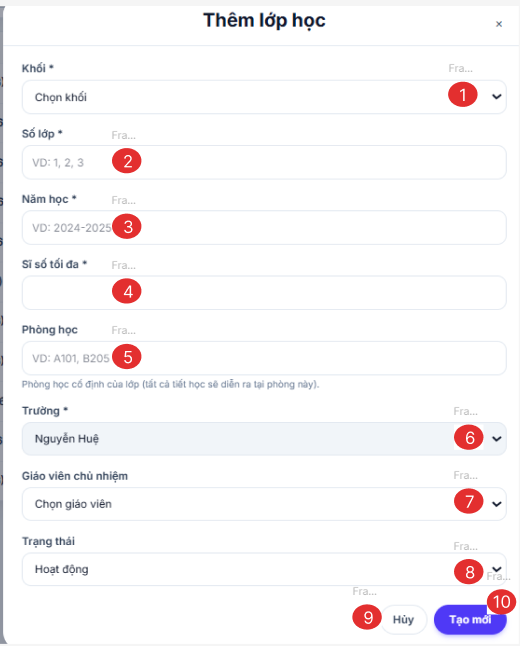 Thêm lớp học ×
Khối * Fra...
Chọn khối 1
Số lớp * Fra...
VD: 1, 2, 3 2
Năm học * Fra...
VD: 2024-2025 3
Sĩ số tối đa * Fra...
4
Phòng học Fra...
VD: A101, B205 5
Phòng học cố định của lớp (tất cả tiết học sẽ diễn ra tại phòng này).
Trường * Fra...
Nguyễn Huệ 6
Giáo viên chủ nhiệm Fra...
Chọn giáo viên 7
Trạng thái Fra...
Hoạt động 8
Fra...
Fra...
9 Hủy Tạo mới 10